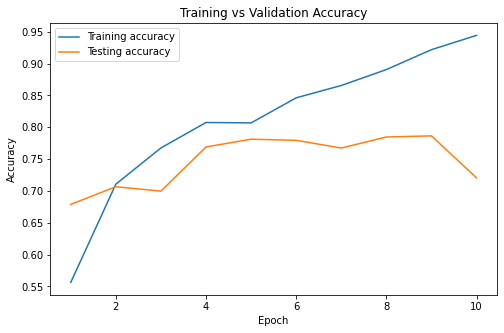 Training vs Validation Accuracy
Training accuracy
Testing accuracy
Accuracy
0.95
0.90
0.85
0.80
0.75
0.70
0.65
0.60
0.55
2
4
6
8
10
Epoch